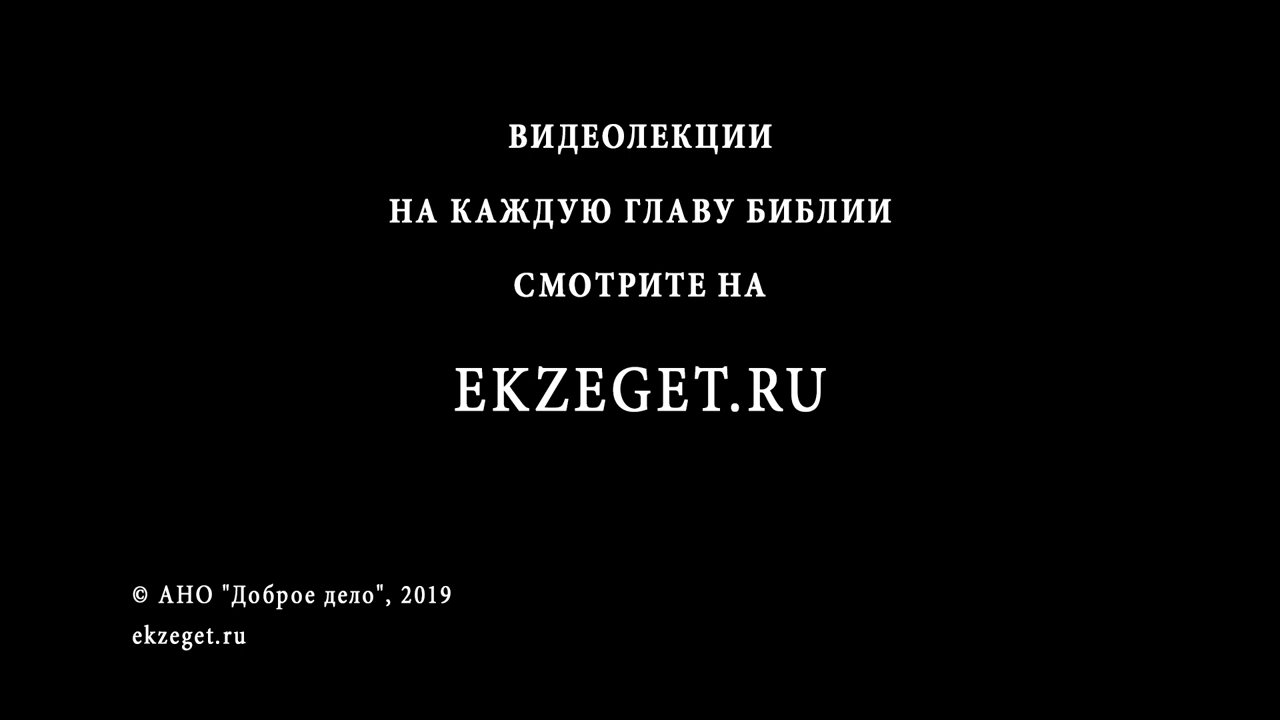 ВИДЕОЛЕКЦИИ
НА КАЖДУЮ ГЛАВУ БИБЛИИ
СМОТРИТЕ НА
EKZEGET.RU
© АНО "Доброе дело", 2019
ekzeget.ru